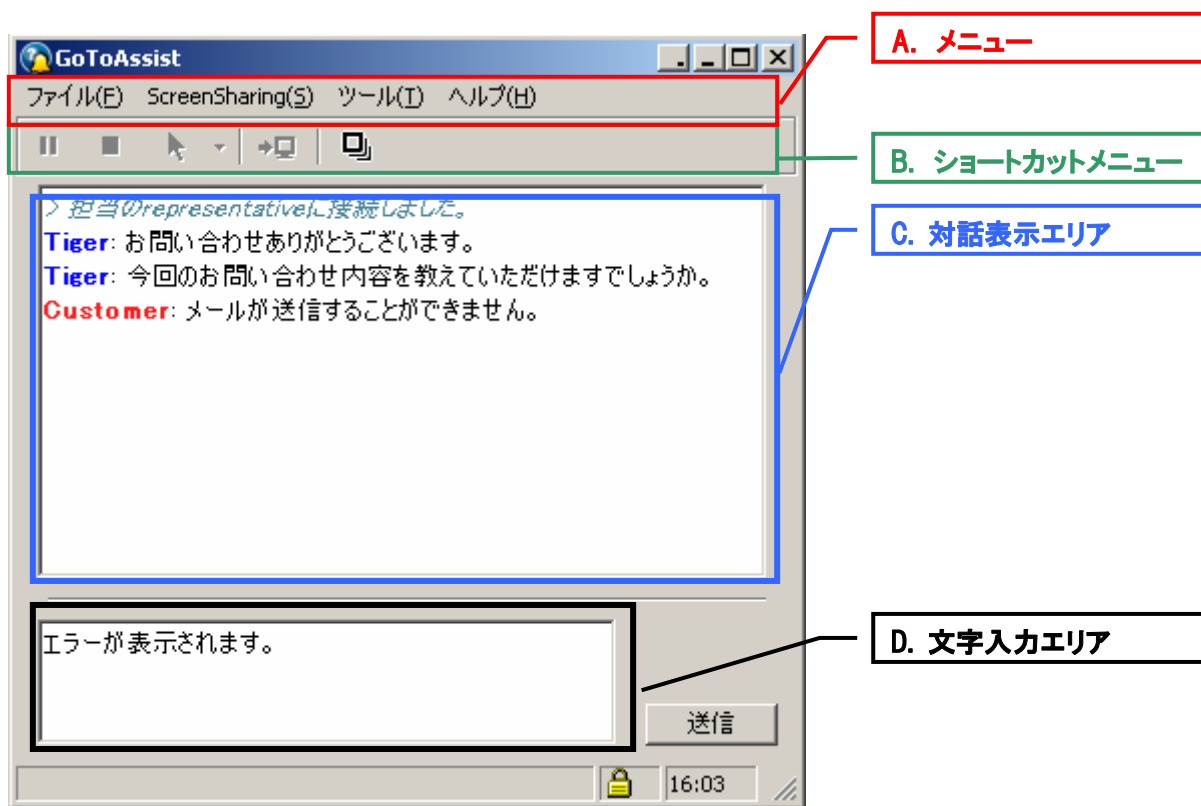 A. メニュー
GoToAssist
ファイル(F) ScreenSharing(S) ツール(T) ヘルプ(H)
B. ショートカットメニュー
> 担当のrepresentativeに接続しました。
C. 対話表示エリア
Tiger: お問い合わせありがとうございます。
Tiger: 今回のお問い合わせ内容を教えていただけますでしょうか。
Customer: メールが送信することができません。
エラーが表示されます。
D. 文字入力エリア
送信
16:03